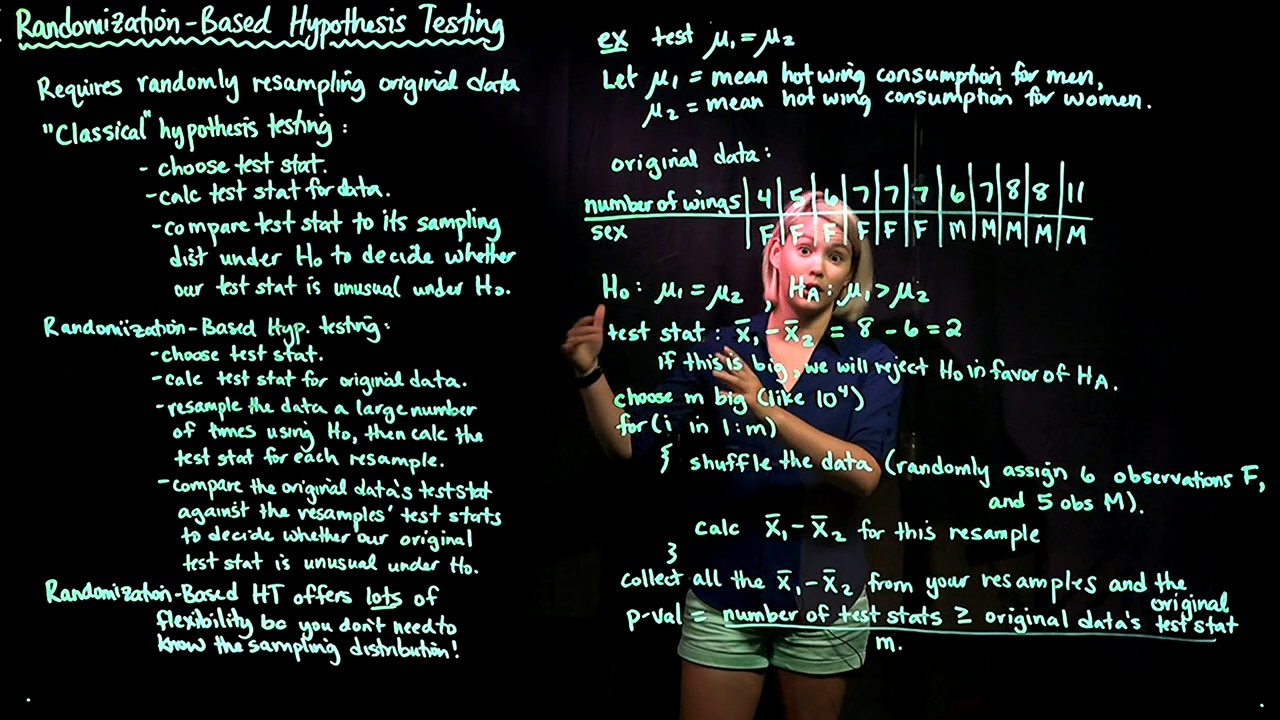 Randomization-Based Hypothesis Testing
Requires randomly resampling original data
"Classical" hypothesis testing:
- choose test stat.
- calc test stat for data.
- compare test stat to its sampling
dist under H₀ to decide whether
our test stat is unusual under H₀.
Randomiization-Based Hyp. testing:
- choose test stat.
- calc test stat for original data.
- resample the data a large number
of times using H₀, then calc the
test stat for each resample.
- compare the original data's test stat
against the resamples' test stats
to decide whether our original
test stat is unusual under H₀.
Randomization-Based HT offers lots of
flexibility bc you don't need to
know the sampling distribution!
ex test μ₁ = μ₂
Let μ₁ = mean hot wing consumption for men,
μ₂ = mean hot wing consumption for women.
original data:
number of wings | 4 | 5 | 6 | 7 | 7 | 7 | 6 | 7 | 8 | 8 | 11
sex | F | F | F | F | F | F | M | M | M | M | M
H₀: μ₁ = μ₂ , H_A: μ₁ > μ₂
test stat: x̄₁ - x̄₂ = 8 - 6 = 2
if this is big, we will reject H₀ in favor of H_A.
choose m big (like 10⁴)
for (i in 1:m)
{ shuffle the data (randomly assign 6 observations F,
and 5 obs M).
calc x̄₁ - x̄₂ for this resample
}
collect all the x̄₁ - x̄₂ from your resamples and the
original
p-val = number of test stats ≥ original data's test stat
m.